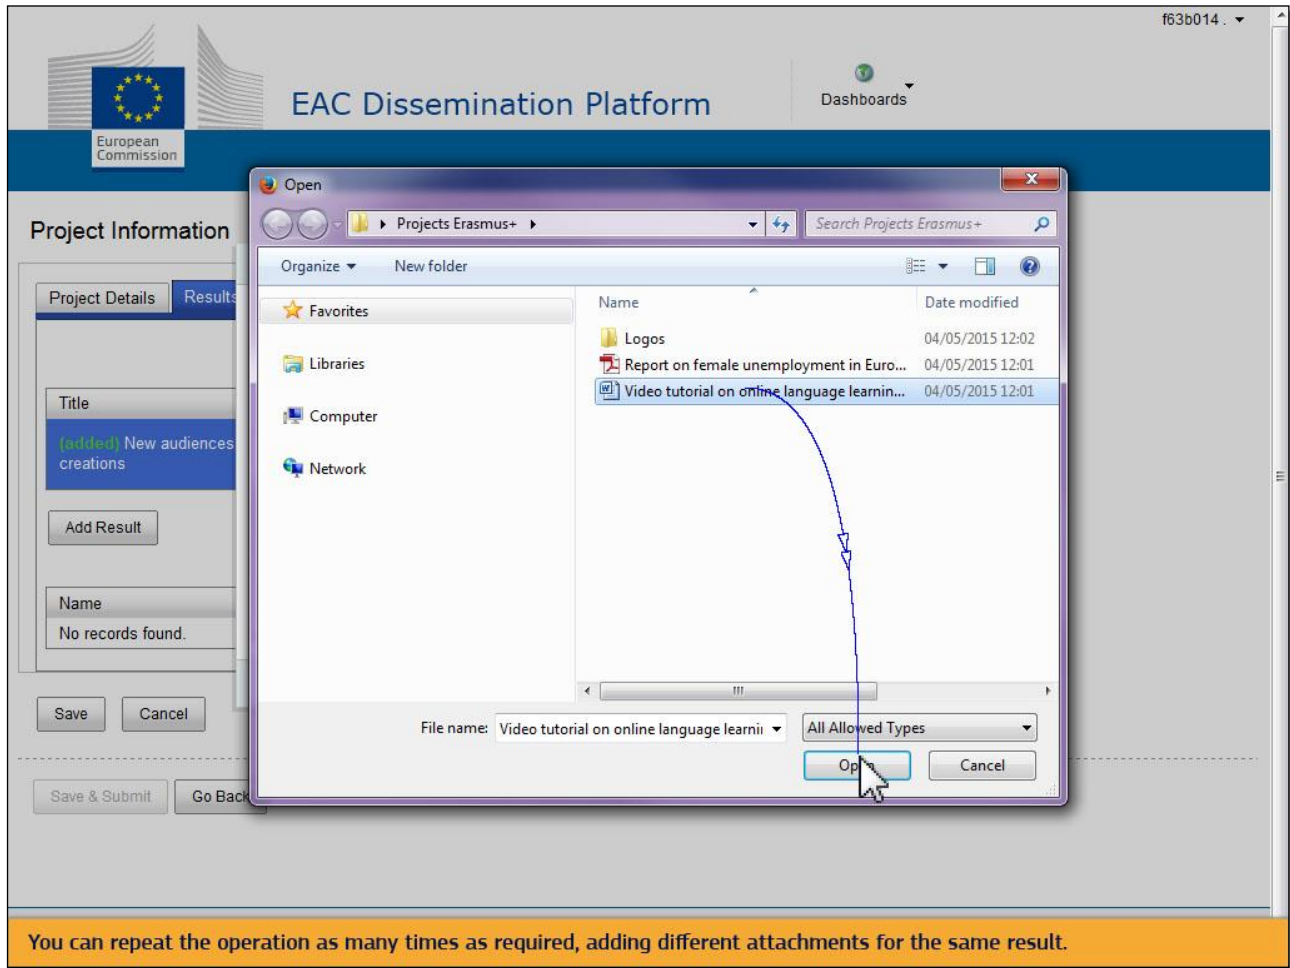 f63b014 .
EAC Dissemination Platform
Dashboards
European
Commission
Open
Project Information
Projects Erasmus+
Search Projects Erasmus+
Organize
New folder
Project Details
Results
Favorites
Name
Date modified
Logos
04/05/2015 12:02
Libraries
Report on female unemployment in Euro...
04/05/2015 12:01
Video tutorial on online language learnin...
04/05/2015 12:01
Title
Computer
(added) New audiences
creations
Network
Add Result
Name
No records found.
Save
Cancel
File name:
Video tutorial on online language learnin
All Allowed Types
Open
Cancel
Save & Submit
Go Back
You can repeat the operation as many times as required, adding different attachments for the same result.